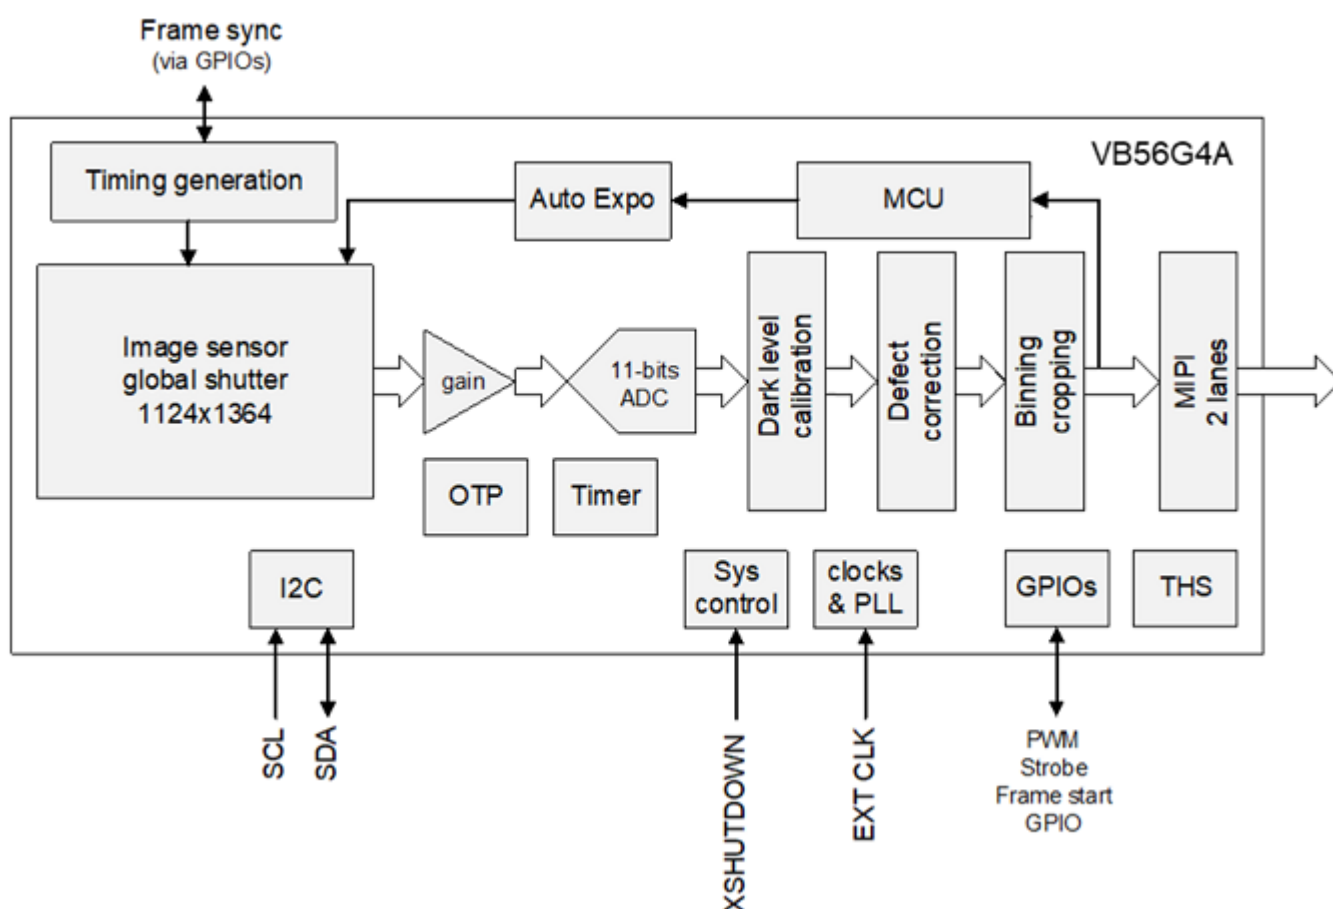 Frame sync
(via GPIOs)
VB56G4A
Timing generation
Auto Expo
MCU
Image sensor
global shutter
1124x1364
gain
11-bits
ADC
Dark level
calibration
Defect
correction
Binning
cropping
MIPI
2 lanes
OTP
Timer
I2C
Sys
control
clocks
& PLL
GPIOs
THS
SCL
SDA
XSHUTDOWN
EXT CLK
PWM
Strobe
Frame start
GPIO